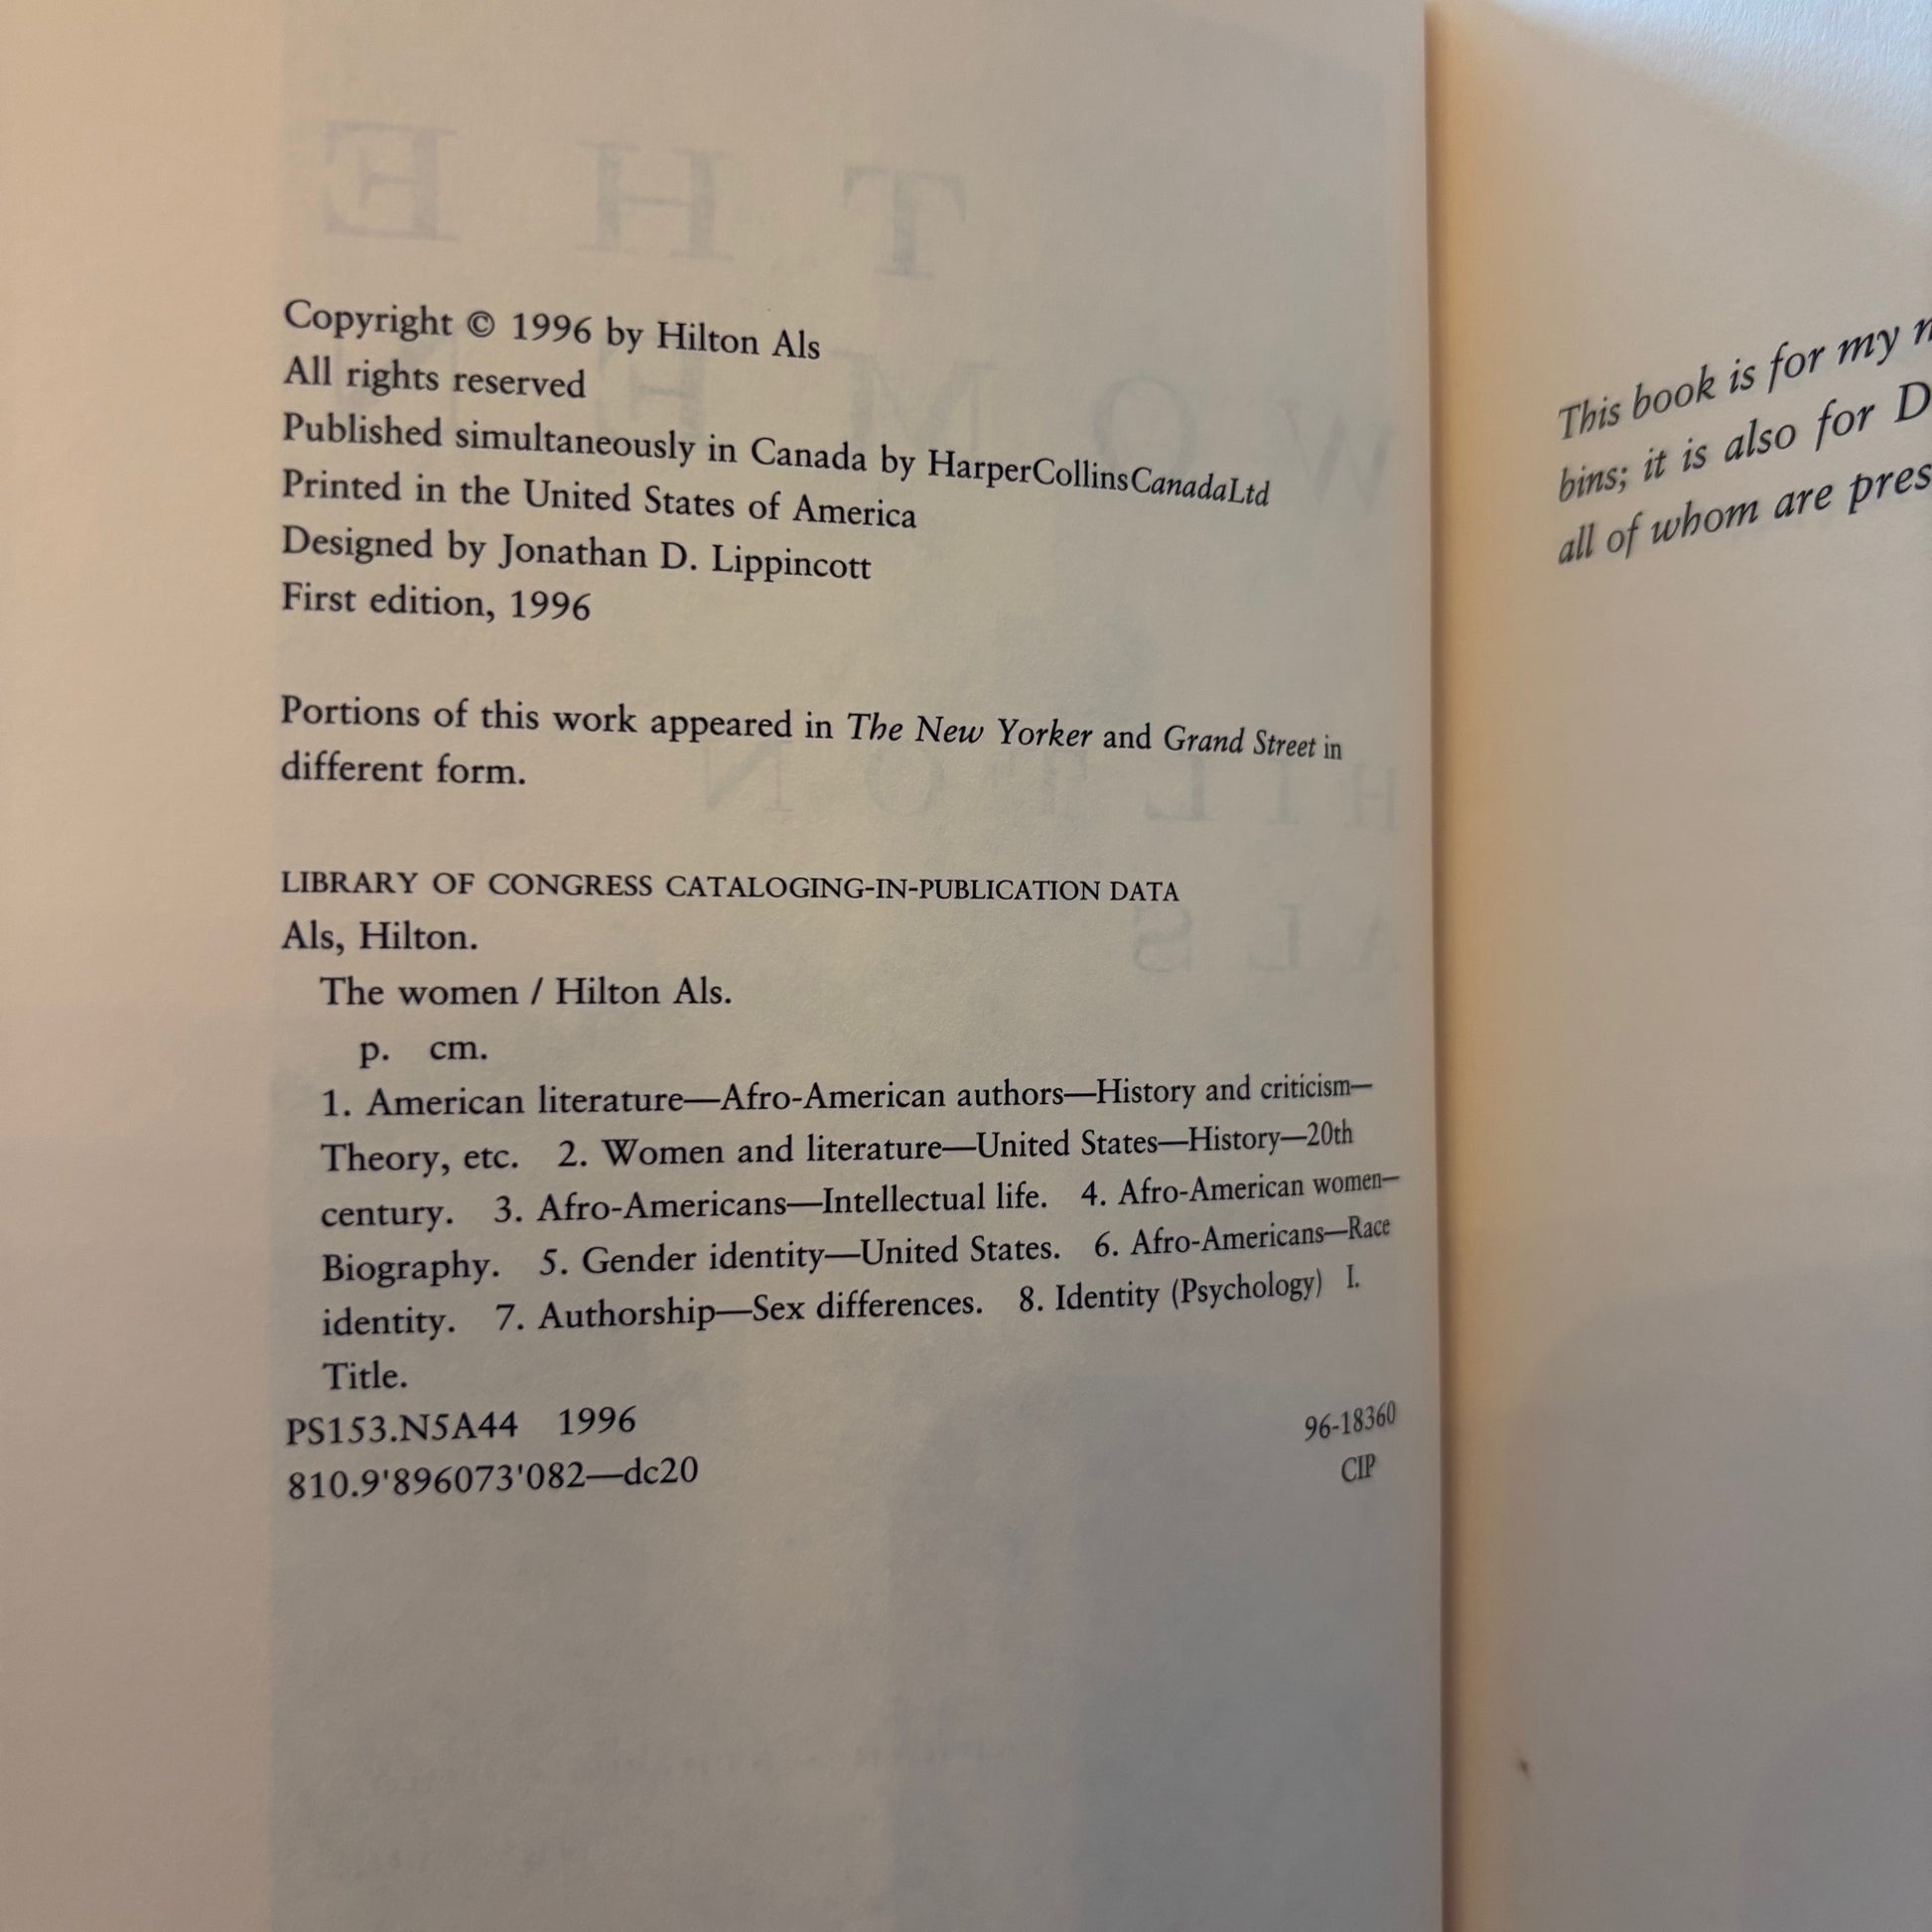 Copyright © 1996 by Hilton Als
All rights reserved
Published simultaneously in Canada by HarperCollinsCanadaLtd
Printed in the United States of America
Designed by Jonathan D. Lippincott
First edition, 1996
Portions of this work appeared in The New Yorker and Grand Street in
different form.
LIBRARY OF CONGRESS CATALOGING-IN-PUBLICATION DATA
Als, Hilton.
The women / Hilton Als.
p. cm.
1. American literature—Afro-American authors—History and criticism—
Theory, etc. 2. Women and literature—United States—History—20th
century. 3. Afro-Americans—Intellectual life. 4. Afro-American women—
Biography. 5. Gender identity—United States. 6. Afro-Americans—Race
identity. 7. Authorship—Sex differences. 8. Identity (Psychology) I.
Title.
PS153.N5A44 1996 96-18360
810.9'896073'082—dc20 CIP
This book is for my
bins; it is also for D
all of whom are pres
THE
WOMEN
HILTON
ALS